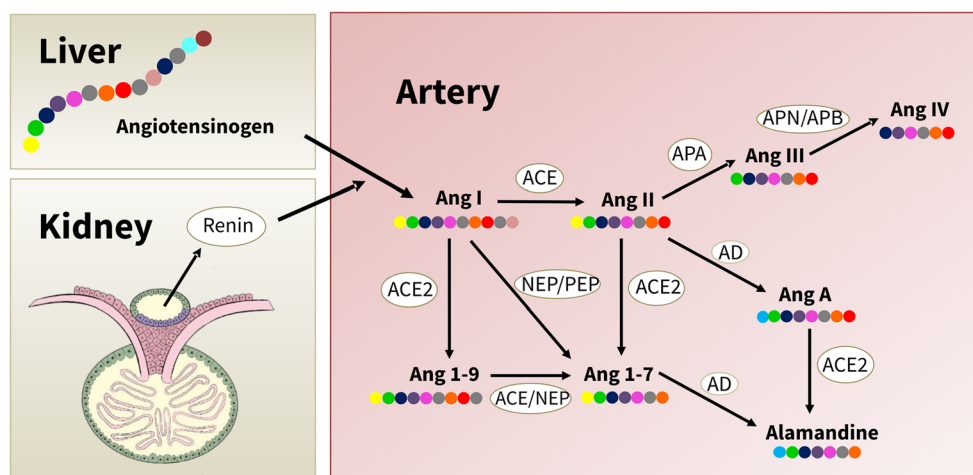 Liver
Angiotensinogen
Kidney
Renin
Artery
Ang I
ACE
Ang II
APA
Ang III
APN/APB
Ang IV
ACE2
NEP/PEP
ACE2
AD
Ang A
ACE2
Ang 1-9
ACE/NEP
Ang 1-7
AD
Alamandine